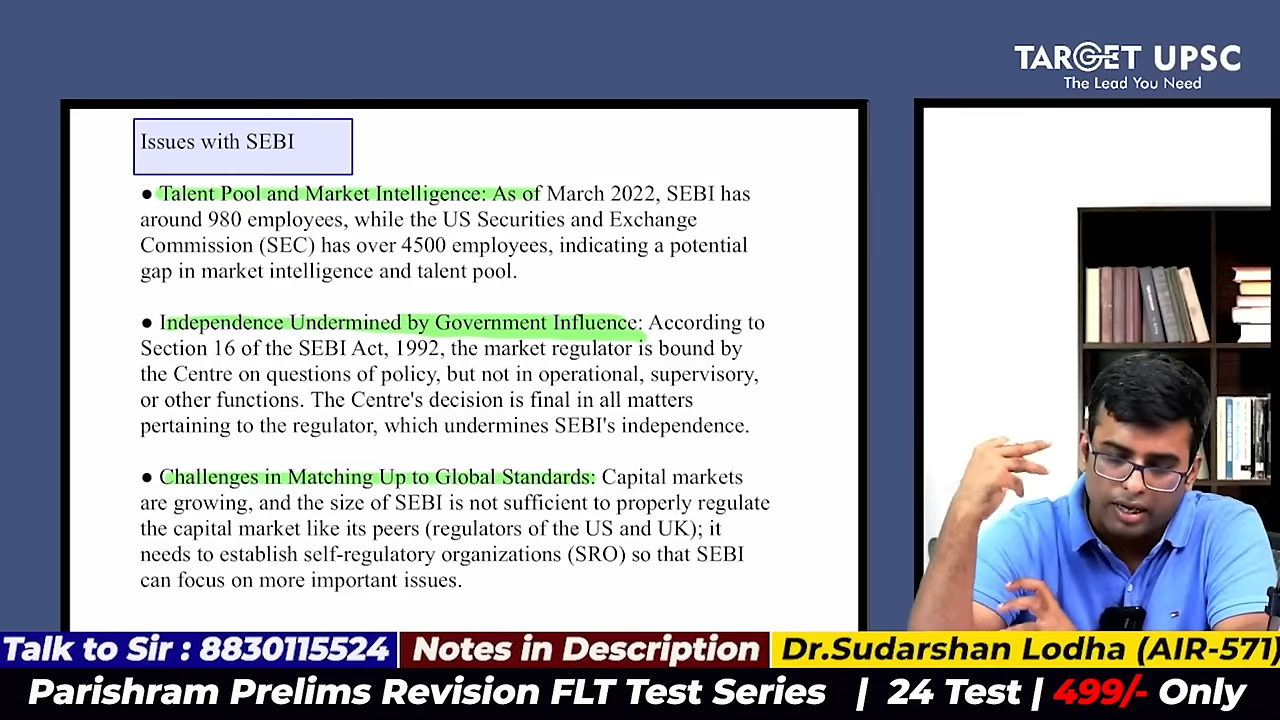 TARGET UPSC
The Lead You Need
Issues with SEBI
● Talent Pool and Market Intelligence: As of March 2022, SEBI has
around 980 employees, while the US Securities and Exchange
Commission (SEC) has over 4500 employees, indicating a potential
gap in market intelligence and talent pool.
● Independence Undermined by Government Influence: According to
Section 16 of the SEBI Act, 1992, the market regulator is bound by
the Centre on questions of policy, but not in operational, supervisory,
or other functions. The Centre's decision is final in all matters
pertaining to the regulator, which undermines SEBI's independence.
● Challenges in Matching Up to Global Standards: Capital markets
are growing, and the size of SEBI is not sufficient to properly regulate
the capital market like its peers (regulators of the US and UK); it
needs to establish self-regulatory organizations (SRO) so that SEBI
can focus on more important issues.
Talk to Sir : 8830115524 Notes in Description Dr.Sudarshan Lodha (AIR-571)
Parishram Prelims Revision FLT Test Series | 24 Test | 499/- Only